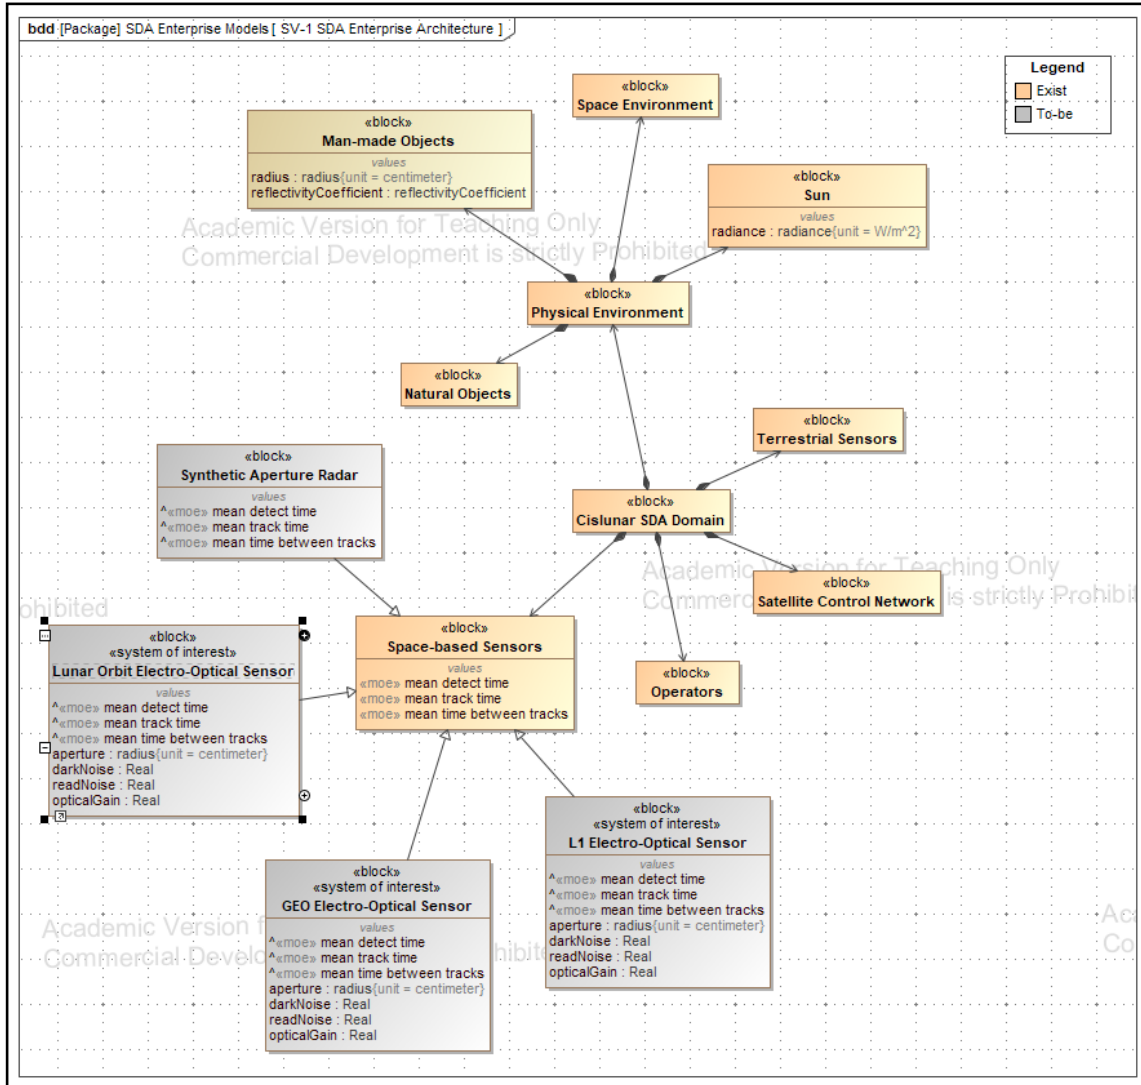 bdd [Package] SDA Enterprise Models [ SV-1 SDA Enterprise Architecture ]
Legend
Exist
To-be
«block»
Space Environment
«block»
Man-made Objects
values
radius : radius{unit = centimeter}
reflectivityCoefficient : reflectivityCoefficient
«block»
Sun
values
radiance : radiance{unit = W/m^2}
Academic Version for Teaching Only
Commercial Development is strictly Prohibited
«block»
Physical Environment
«block»
Natural Objects
«block»
Terrestrial Sensors
«block»
Synthetic Aperture Radar
values
^«moe» mean detect time
^«moe» mean track time
^«moe» mean time between tracks
«block»
Cislunar SDA Domain
Academic Version for Teaching Only
«block»
Satellite Control Network
Commerc
is strictly Prohibit
ohibited
«block»
Space-based Sensors
values
«moe» mean detect time
«moe» mean track time
«moe» mean time between tracks
«block»
«system of interest»
Lunar Orbit Electro-Optical Sensor
values
^«moe» mean detect time
^«moe» mean track time
^«moe» mean time between tracks
aperture : radius{unit = centimeter}
darkNoise : Real
readNoise : Real
opticalGain : Real
«block»
Operators
«block»
«system of interest»
L1 Electro-Optical Sensor
values
^«moe» mean detect time
^«moe» mean track time
^«moe» mean time between tracks
aperture : radius{unit = centimeter}
darkNoise : Real
readNoise : Real
opticalGain : Real
«block»
«system of interest»
GEO Electro-Optical Sensor
values
^«moe» mean detect time
^«moe» mean track time
^«moe» mean time between tracks
aperture : radius{unit = centimeter}
darkNoise : Real
readNoise : Real
opticalGain : Real
Academic Version f
Commercial Develo
hibite
Aca
Co